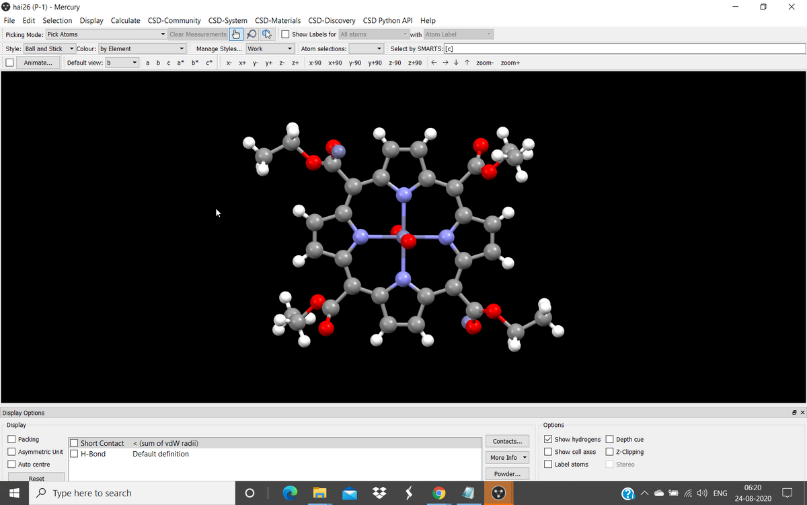 hai26 (P-1) - Mercury
File Edit Selection Display Calculate CSD-Community CSD-System CSD-Materials CSD-Discovery CSD Python API Help
Picking Mode: Pick Atoms Clear Measurements Show Labels for All atoms with Atom Label
Style: Ball and Stick Colour: by Element Manage Styles... Work Atom selections: Select by SMARTS: [c]
Animate... Default view: b a b c a* b* c* x- x+ y- y+ z- z+ x-90 x+90 y-90 y+90 z-90 z+90 ← → ↓ ↑ zoom- zoom+
Display Options
Display Options
Packing Short Contact < (sum of vdW radii) Contacts... Show hydrogens Depth cue
Asymmetric Unit H-Bond Default definition More Info Show cell axes Z-Clipping
Auto centre Label atoms Stereo
Reset Powder...
Type here to search ENG 06:20
24-08-2020